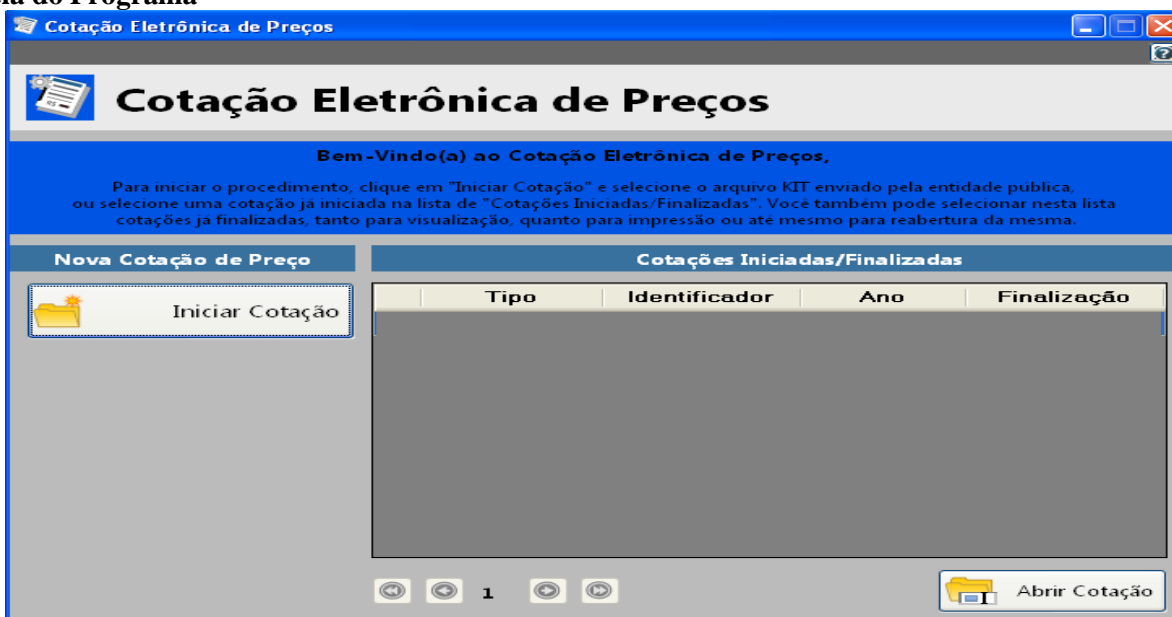 do Programa
Cotação Eletrônica de Preços
Cotação Eletrônica de Preços
Bem-Vindo(a) ao Cotação Eletrônica de Preços,
Para iniciar o procedimento, clique em "Iniciar Cotação" e selecione o arquivo KIT enviado pela entidade pública,
ou selecione uma cotação já iniciada na lista de "Cotações Iniciadas/Finalizadas". Você também pode selecionar nesta lista
cotações já finalizadas, tanto para visualização, quanto para impressão ou até mesmo para reabertura da mesma.
Nova Cotação de Preço
Cotações Iniciadas/Finalizadas
Iniciar Cotação
Tipo Identificador Ano Finalização
1
Abrir Cotação